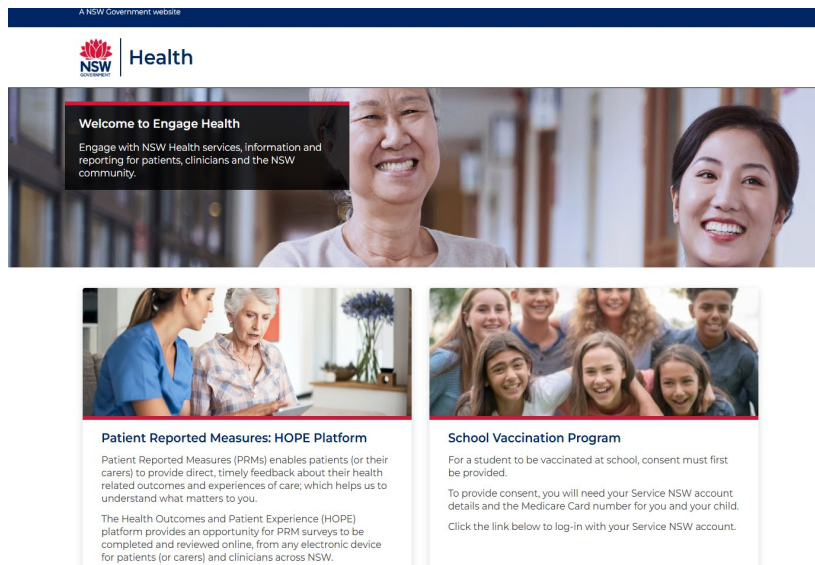 A NSW Government website
NSW
GOVERNMENT
Health
Welcome to Engage Health
Engage with NSW Health services, information and
reporting for patients, clinicians and the NSW
community.
Patient Reported Measures: HOPE Platform
Patient Reported Measures (PRMs) enables patients (or their
carers) to provide direct, timely feedback about their health
related outcomes and experiences of care; which helps us to
understand what matters to you.
The Health Outcomes and Patient Experience (HOPE)
platform provides an opportunity for PRM surveys to be
completed and reviewed online, from any electronic device
for patients (or carers) and clinicians across NSW.
School Vaccination Program
For a student to be vaccinated at school, consent must first
be provided.
To provide consent, you will need your Service NSW account
details and the Medicare Card number for you and your child.
Click the link below to log-in with your Service NSW account.